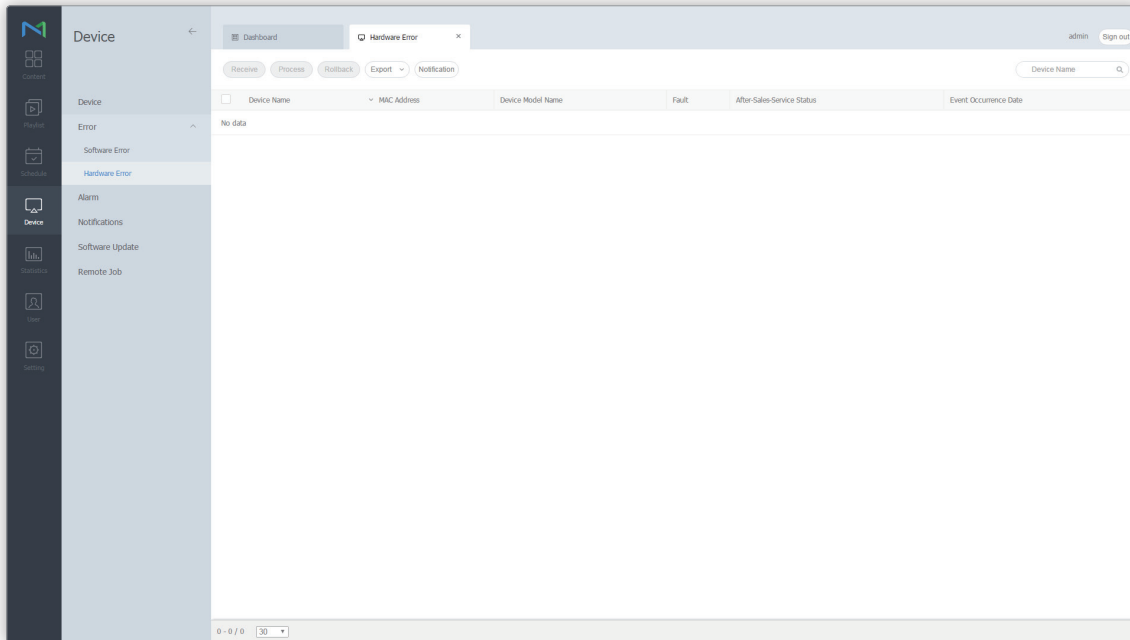 Content
Playlist
Schedule
Device
Statistics
User
Setting
Device
Device
Error
Software Error
Hardware Error
Alarm
Notifications
Software Update
Remote Job
Dashboard
Hardware Error
admin Sign out
Receive Process Rollback Export Notification Device Name
Device Name MAC Address Device Model Name Fault After-Sales-Service Status Event Occurrence Date
No data
0 - 0 / 0 30